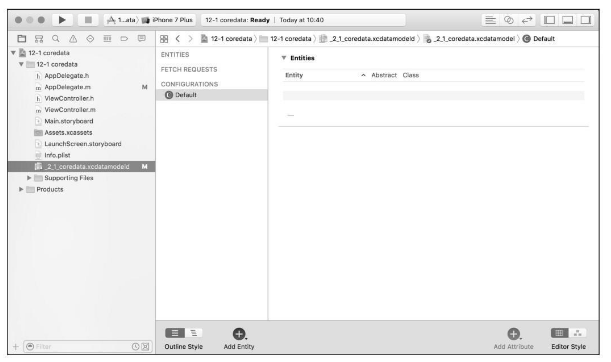 1...ata
iPhone 7 Plus
12-1 coredata: Ready | Today at 10:40
12-1 coredata
12-1 coredata
_2_1_coredata.xcdatamodeld
_2_1_coredata.xcdatamodel
C Default
12-1 coredata
12-1 coredata
h AppDelegate.h
m AppDelegate.m M
h ViewController.h
m ViewController.m
Main.storyboard
Assets.xcassets
LaunchScreen.storyboard
Info.plist
_2_1_coredata.xcdatamodeld M
Supporting Files
Products
ENTITIES
FETCH REQUESTS
CONFIGURATIONS
C Default
Entities
Entity Abstract Class
Filter
Outline Style
Add Entity
Add Attribute
Editor Style